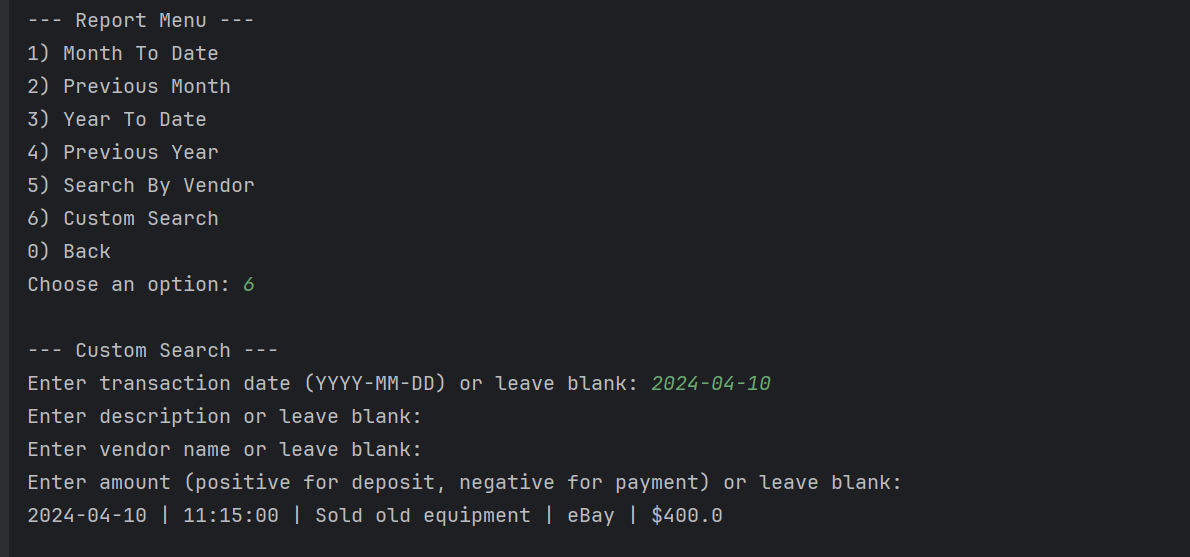 --- Report Menu ---
1) Month To Date
2) Previous Month
3) Year To Date
4) Previous Year
5) Search By Vendor
6) Custom Search
0) Back
Choose an option: 6
--- Custom Search ---
Enter transaction date (YYYY-MM-DD) or leave blank: 2024-04-10
Enter description or leave blank:
Enter vendor name or leave blank:
Enter amount (positive for deposit, negative for payment) or leave blank:
2024-04-10 | 11:15:00 | Sold old equipment | eBay | $400.0